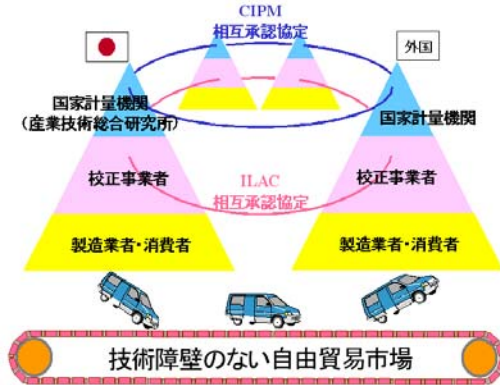 CIPM
相互承認協定
外国
国家計量機関
(産業技術総合研究所)
国家計量機関
校正事業者
校正事業者
ILAC
相互承認協定
製造業者・消費者
製造業者・消費者
技術障壁のない自由貿易市場